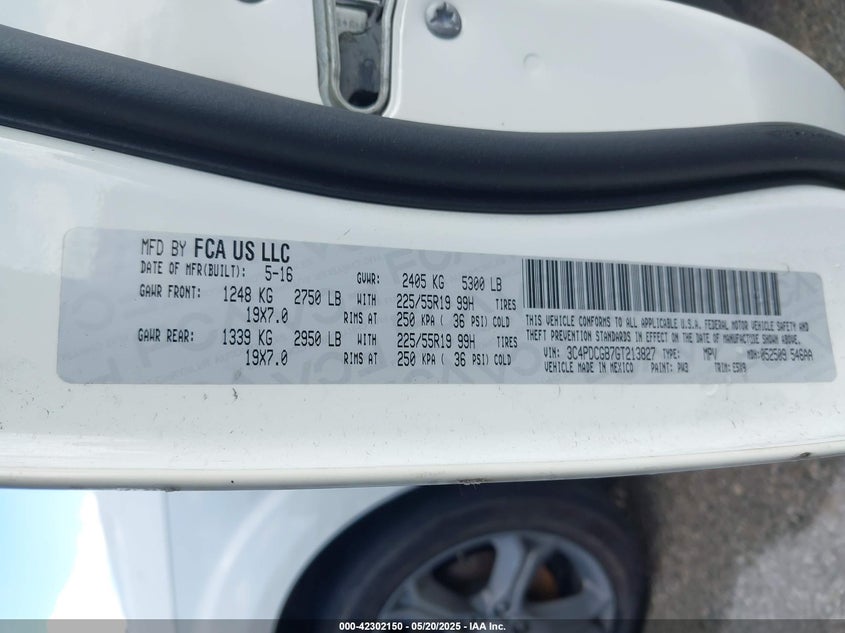 MFD BY FCA US LLC
DATE OF MFR(BUILT): 5-16 GVWR: 2405 KG 5300 LB
GAWR FRONT: 1248 KG 2750 LB WITH 225/55R19 99H TIRES
19X7.0 RIMS AT 250 KPA ( 36 PSI) COLD
GAWR REAR: 1339 KG 2950 LB WITH 225/55R19 99H TIRES
19X7.0 RIMS AT 250 KPA ( 36 PSI) COLD
THIS VEHICLE CONFORMS TO ALL APPLICABLE U.S.A. FEDERAL MOTOR VEHICLE SAFETY AND
THEFT PREVENTION STANDARDS IN EFFECT ON THE DATE OF MANUFACTURE SHOWN ABOVE.
VIN: 3C4PDCGB7GT213827 TYPE: MPV MDH: 052509 546AA
VEHICLE MADE IN MEXICO PAINT: PW3 TRIM: E5V9
000-42302150 - 05/20/2025 - IAA Inc.